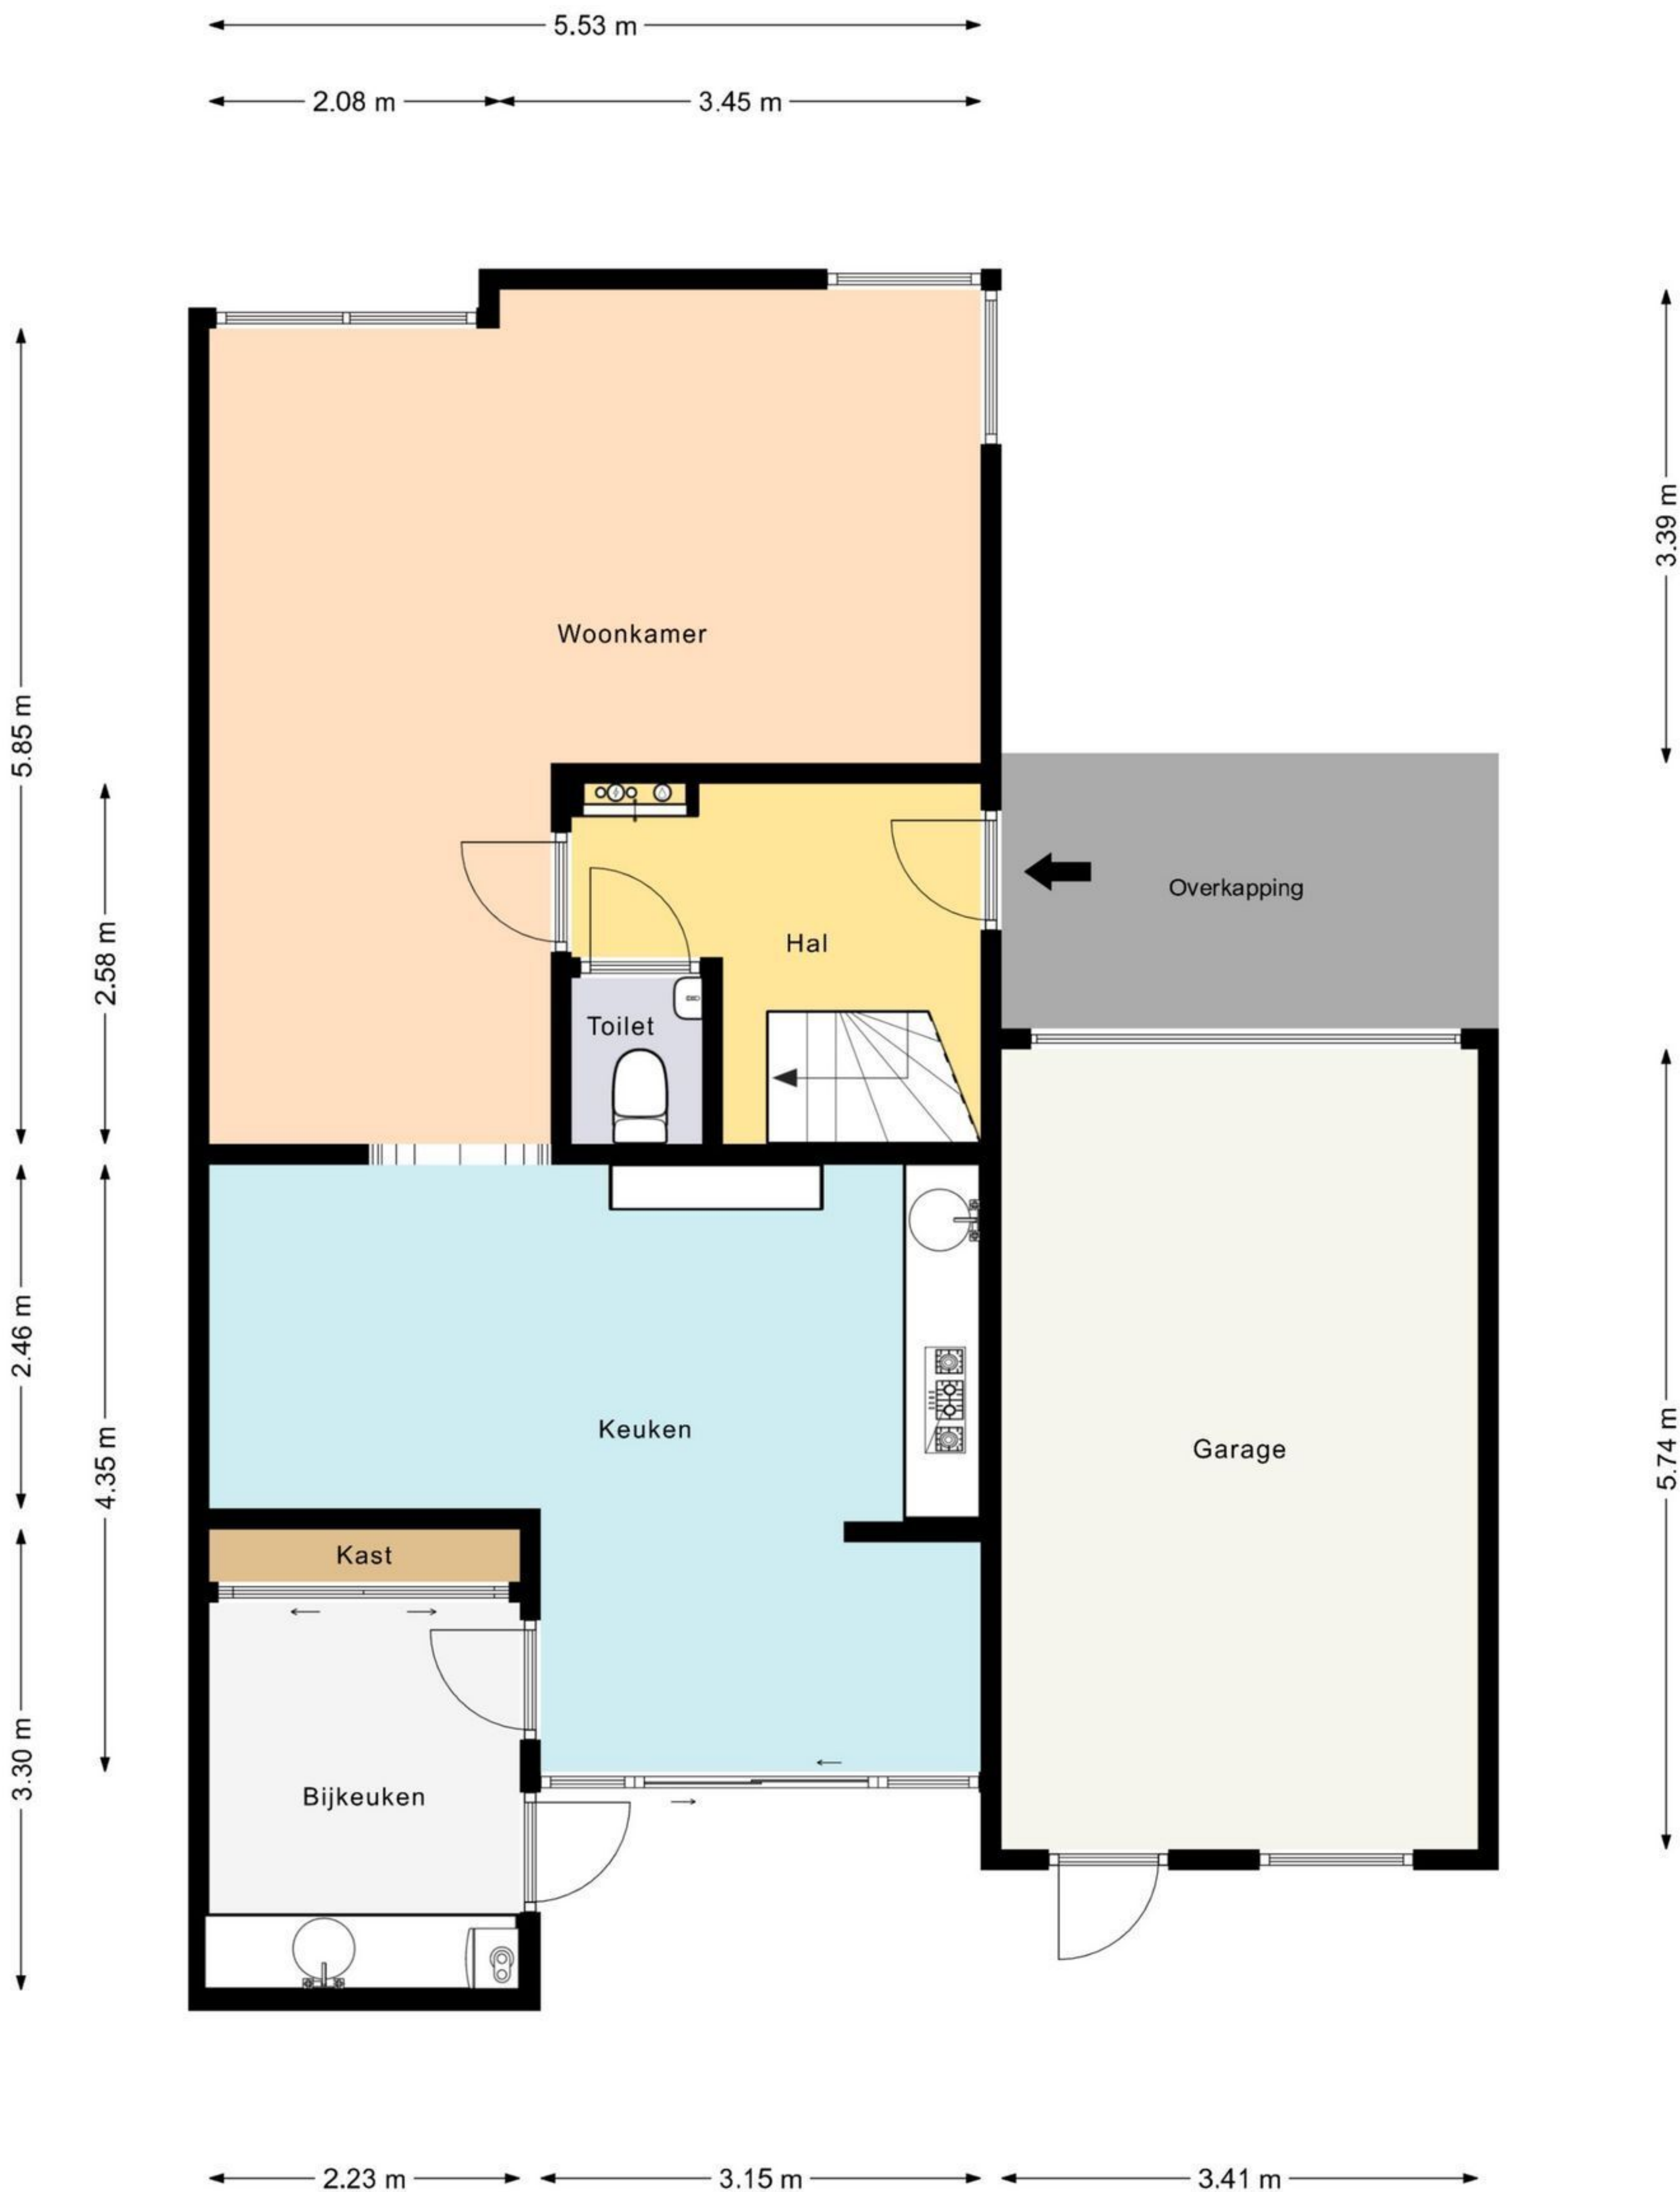 5.53 m
2.08 m
3.45 m
Woonkamer
5.85 m
3.39 m
2.58 m
Overkapping
Hal
Toilet
2.46 m
4.35 m
Keuken
Garage
5.74 m
Kast
3.30 m
Bijkeuken
2.23 m
3.15 m
3.41 m